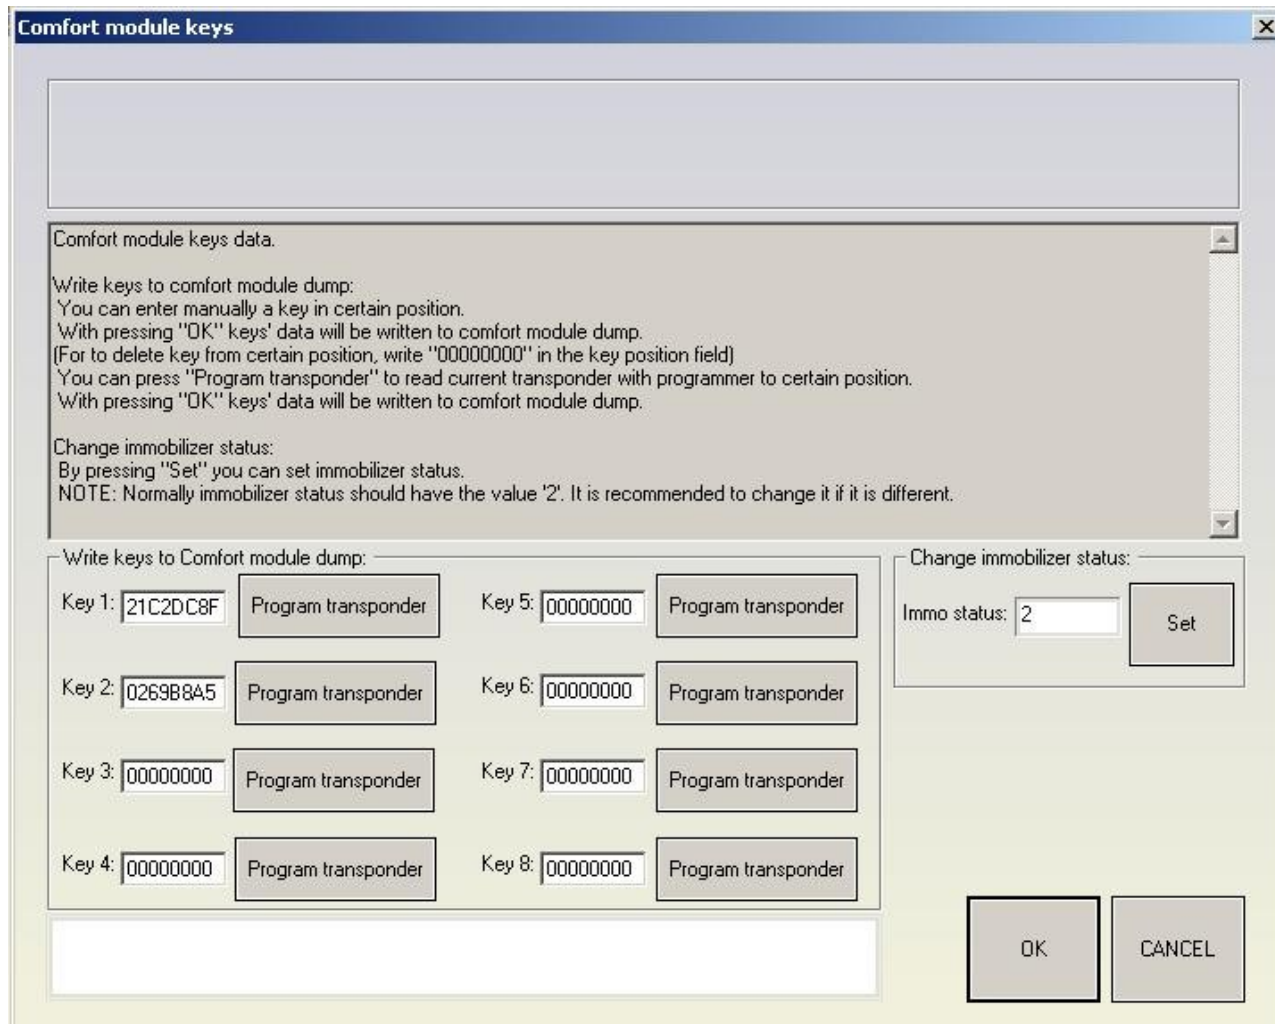 Comfort module keys
Comfort module keys data.
Write keys to comfort module dump:
You can enter manually a key in certain position.
With pressing "OK" keys' data will be written to comfort module dump.
(For to delete key from certain position, write "00000000" in the key position field)
You can press "Program transponder" to read current transponder with programmer to certain position.
With pressing "OK" keys' data will be written to comfort module dump.
Change immobilizer status:
By pressing "Set" you can set immobilizer status.
NOTE: Normally immobilizer status should have the value '2'. It is recommended to change it if it is different.
Write keys to Comfort module dump:
Key 1: 21C2DC8F Program transponder
Key 5: 00000000 Program transponder
Key 2: 0269B8A5 Program transponder
Key 6: 00000000 Program transponder
Key 3: 00000000 Program transponder
Key 7: 00000000 Program transponder
Key 4: 00000000 Program transponder
Key 8: 00000000 Program transponder
Change immobilizer status:
Immo status: 2 Set
OK CANCEL